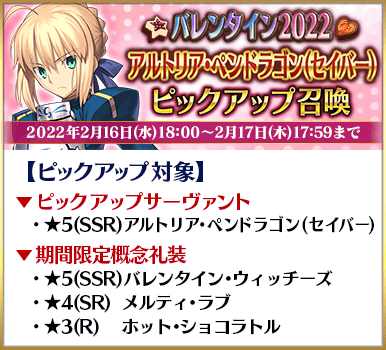 バレンタイン2022
アルトリア・ペンドラゴン(セイバー)
ピックアップ召喚
2022年2月16日(水)18:00～2月17日(木)17:59まで
【ピックアップ対象】
▼ピックアップサーヴァント
・★5(SSR)アルトリア・ペンドラゴン(セイバー)
▼期間限定概念礼装
・★5(SSR)バレンタイン・ウィッチーズ
・★4(SR) メルティ・ラブ
・★3(R) ホット・ショコラトル